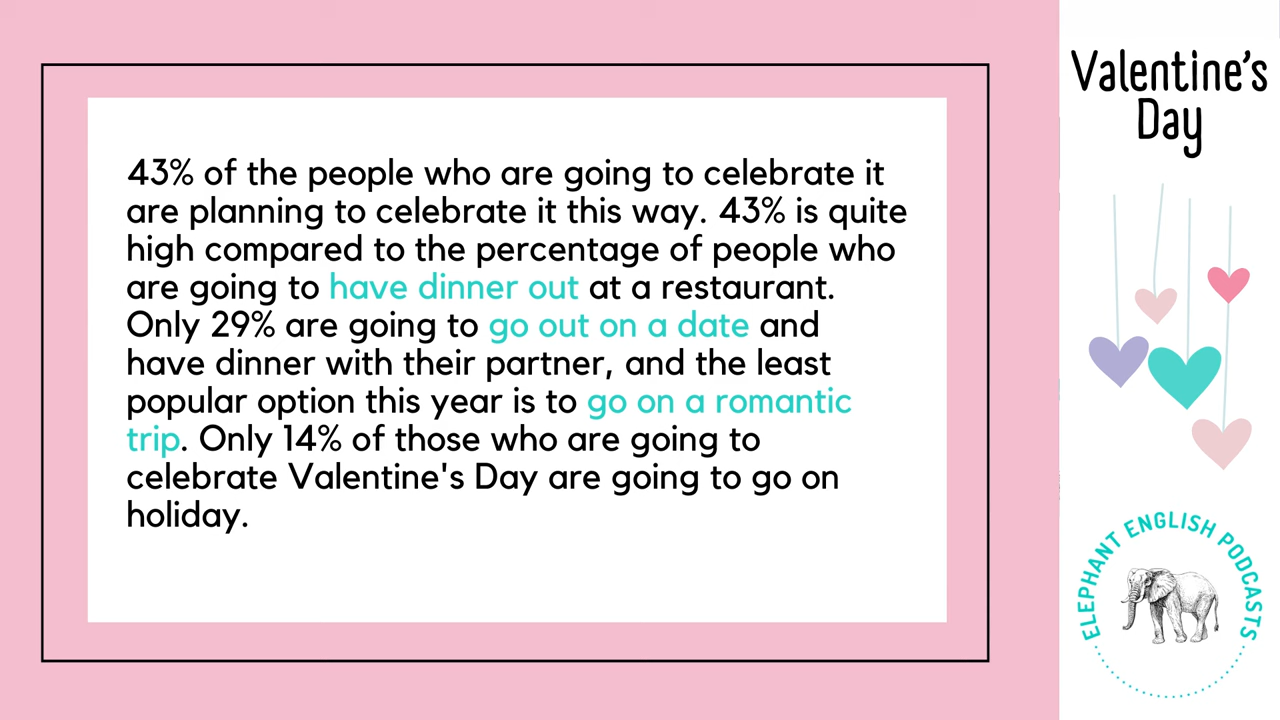 43% of the people who are going to celebrate it
are planning to celebrate it this way. 43% is quite
high compared to the percentage of people who
are going to have dinner out at a restaurant.
Only 29% are going to go out on a date and
have dinner with their partner, and the least
popular option this year is to go on a romantic
trip. Only 14% of those who are going to
celebrate Valentine's Day are going to go on
holiday.
Valentine's
Day
ELEPHANT ENGLISH PODCASTS